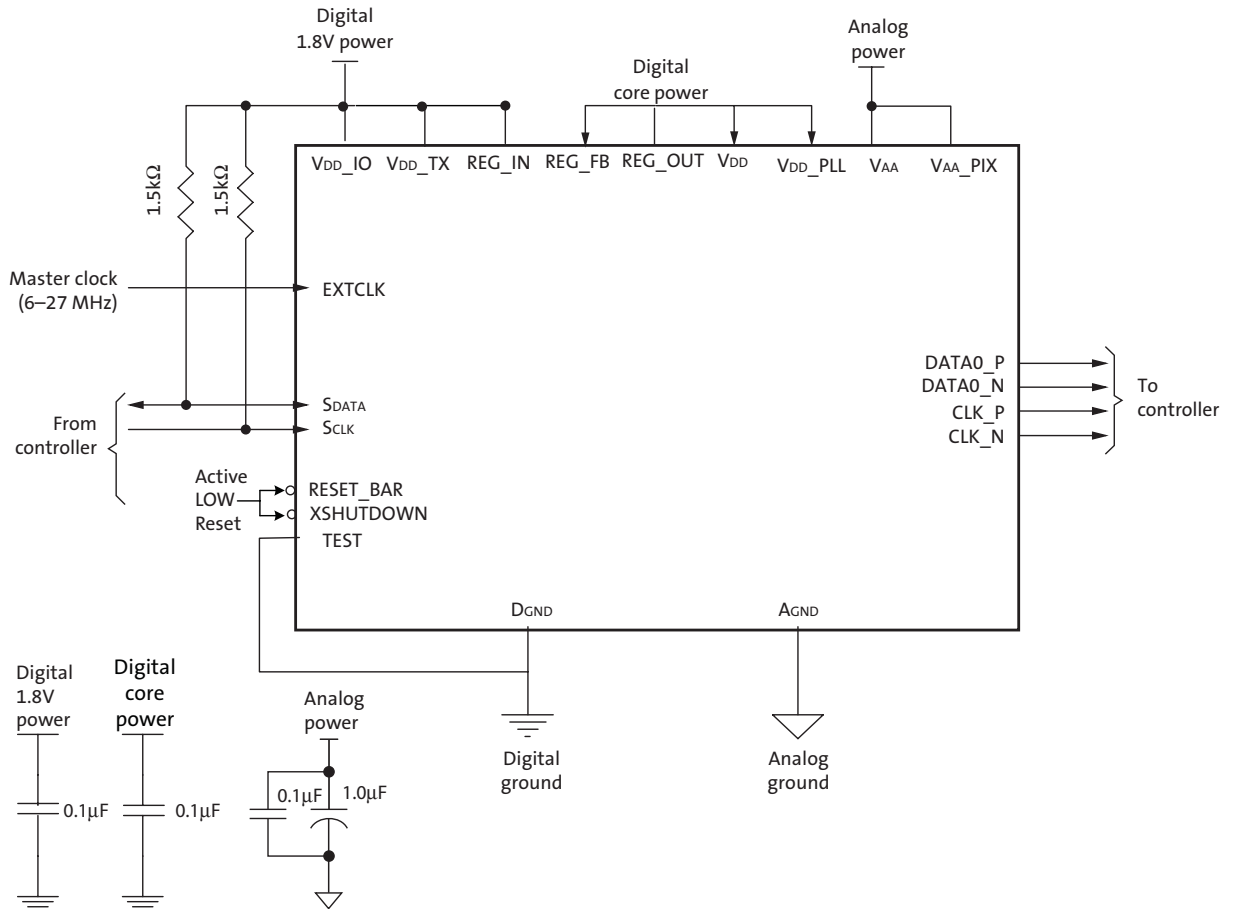 Digital
1.8V power
Digital
core power
Analog
power
VDD_IO
VDD_TX
REG_IN
REG_FB
REG_OUT
VDD
VDD_PLL
VAA
VAA_PIX
1.5kΩ
1.5kΩ
Master clock
(6–27 MHz)
EXTCLK
From
controller
SDATA
SCLK
DATA0_P
DATA0_N
CLK_P
CLK_N
To
controller
Active
LOW
Reset
RESET_BAR
XSHUTDOWN
TEST
DGND
AGND
Digital
ground
Analog
ground
Digital
1.8V
power
Digital
core
power
Analog
power
0.1µF
0.1µF
0.1µF
1.0µF